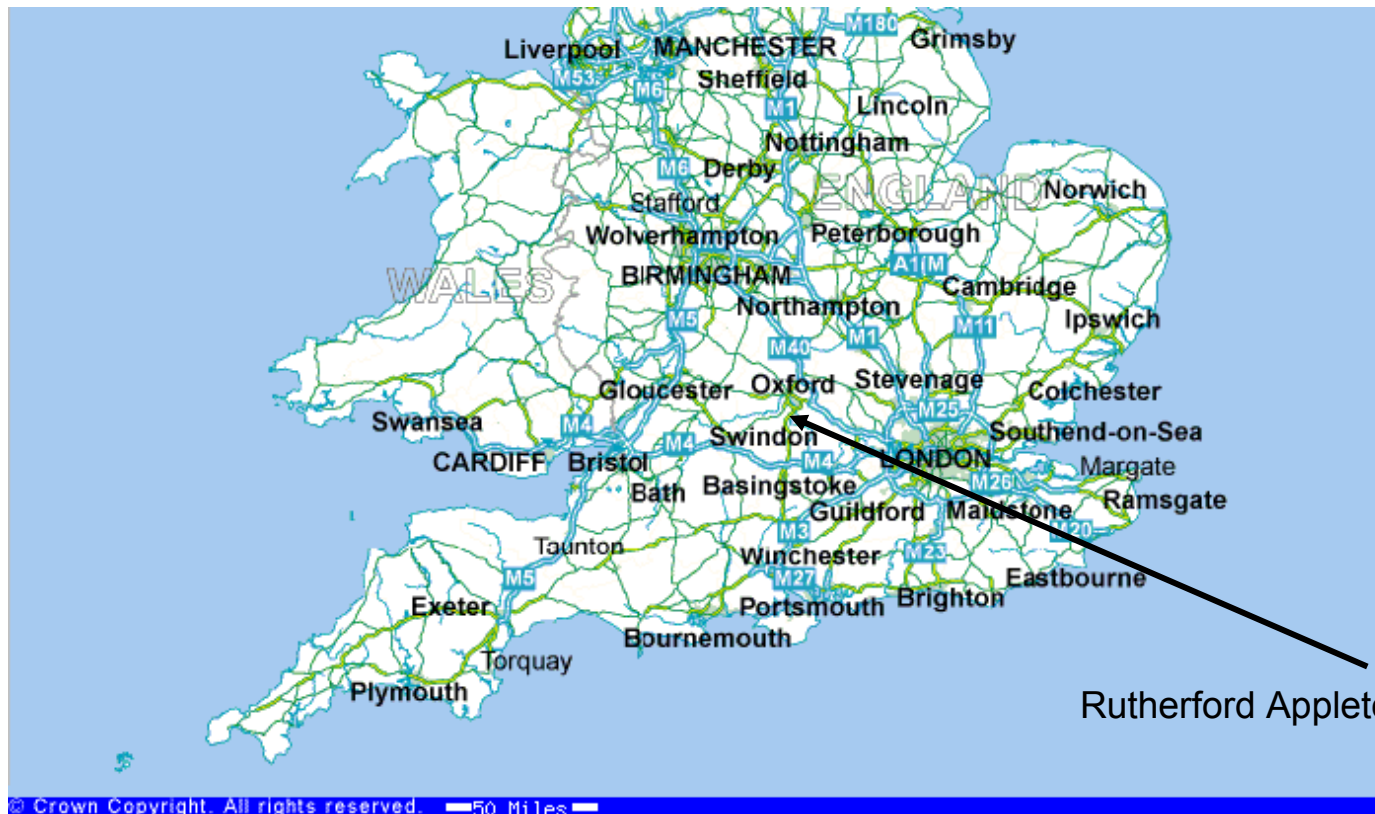 M180
Grimsby
Liverpool
MANCHESTER
M53
Sheffield
M6
M1
Lincoln
Nottingham
M6
Derby
ENGLAND
Norwich
Stafford
Wolverhampton
Peterborough
BIRMINGHAM
A1(M
WALES
Cambridge
Northampton
M5
M1
M11
Ipswich
M40
Gloucester
Oxford
Stevenage
Colchester
M25
Swansea
M4
M4
Swindon
Southend-on-Sea
CARDIFF
Bristol
M4
LONDON
Margate
Bath
Basingstoke
M26
Ramsgate
Guildford
Maidstone
M3
M20
Taunton
Winchester
M23
M5
M27
Eastbourne
Exeter
Portsmouth
Brighton
Bournemouth
Torquay
Plymouth
Rutherford Appleto
© Crown Copyright. All rights reserved. 50 Miles